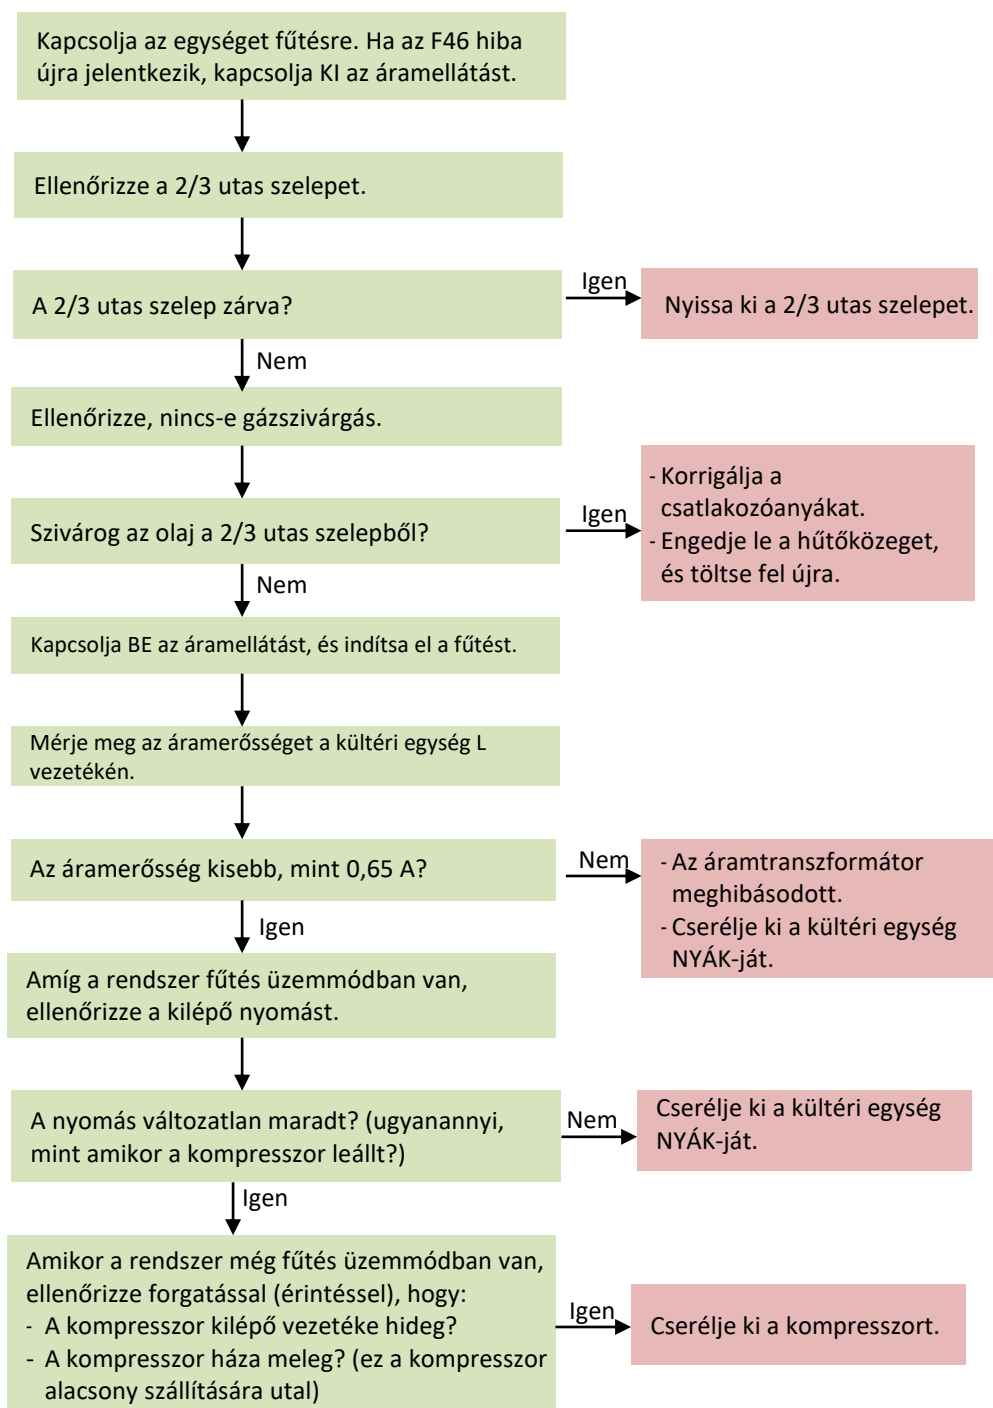 Kapcsolja az egységet fűtésre. Ha az F46 hiba
újra jelentkezik, kapcsolja KI az áramellátást.
Ellenőrizze a 2/3 utas szelepet.
A 2/3 utas szelep zárva?
Igen
Nyissa ki a 2/3 utas szelepet.
Nem
Ellenőrizze, nincs-e gázszivárgás.
Szivárog az olaj a 2/3 utas szelepből?
Igen
- Korrigálja a
csatlakozóanyákat.
- Engedje le a hűtőközeget,
és töltse fel újra.
Nem
Kapcsolja BE az áramellátást, és indítsa el a fűtést.
Mérje meg az áramerősséget a kültéri egység L
vezetékén.
Az áramerősség kisebb, mint 0,65 A?
Nem
- Az áramtranszformátor
meghibásodott.
- Cserélje ki a kültéri egység
NYÁK-ját.
Igen
Amíg a rendszer fűtés üzemmódban van,
ellenőrizze a kilépő nyomást.
A nyomás változatlan maradt? (ugyanannyi,
mint amikor a kompresszor leállt?)
Nem
Cserélje ki a kültéri egység
NYÁK-ját.
Igen
Amikor a rendszer még fűtés üzemmódban van,
ellenőrizze forgatással (érintéssel), hogy:
- A kompresszor kilépő vezetéke hideg?
- A kompresszor háza meleg? (ez a kompresszor
alacsony szállítására utal)
Igen
Cserélje ki a kompresszort.